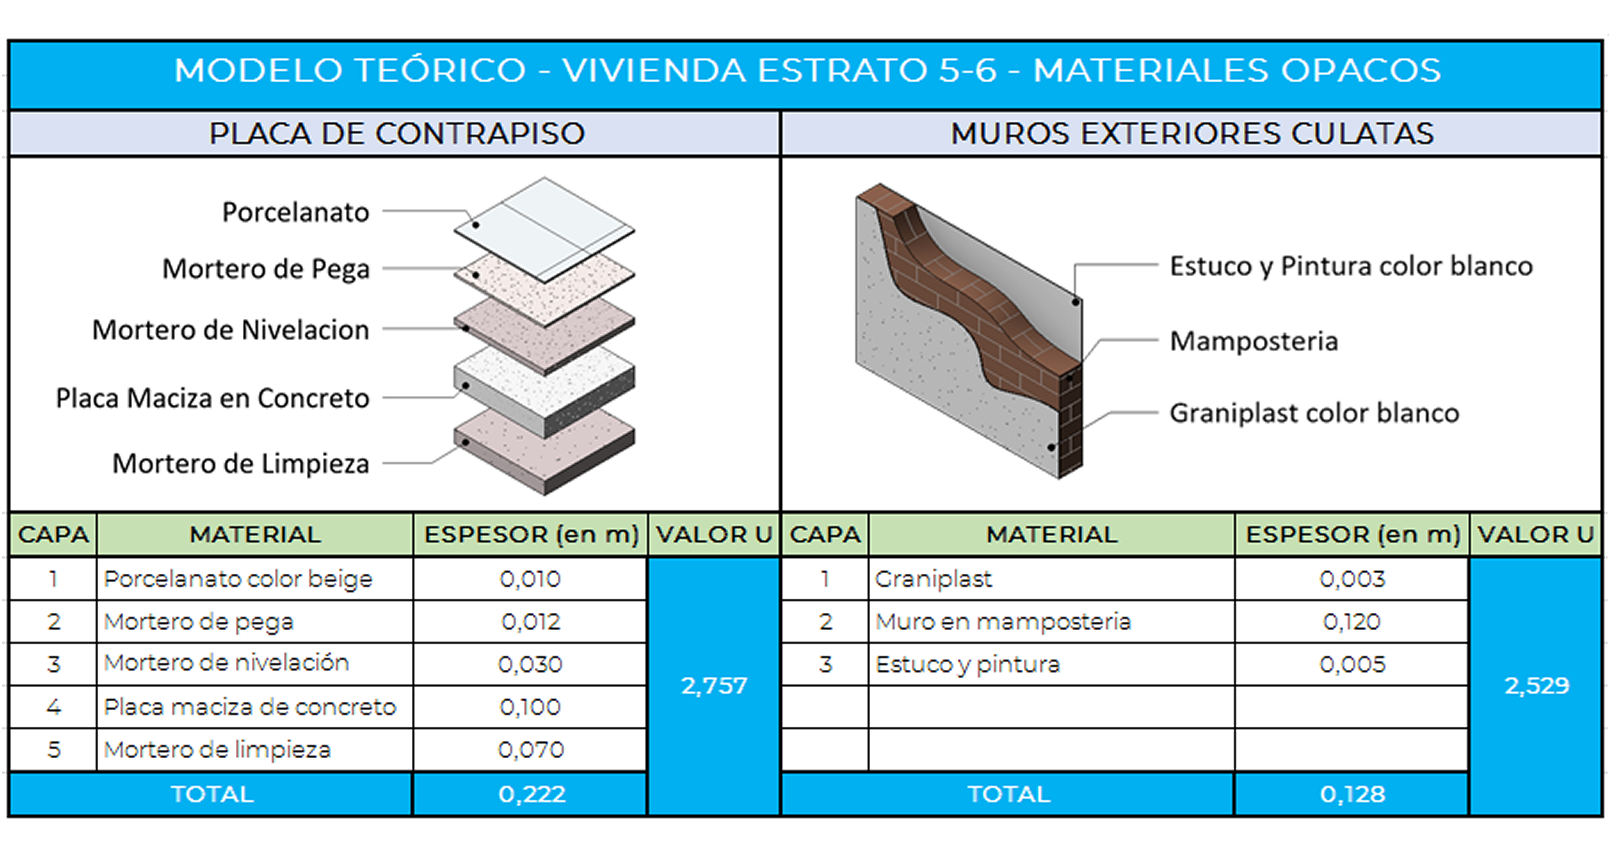 MODELO TEÓRICO - VIVIENDA ESTRATO 5-6 - MATERIALES OPACOS
PLACA DE CONTRAPISO
Porcelanato
Mortero de Pega
Mortero de Nivelacion
Placa Maciza en Concreto
Mortero de Limpieza
CAPA MATERIAL ESPESOR (en m) VALOR U
1 Porcelanato color beige 0,010
2 Mortero de pega 0,012
3 Mortero de nivelación 0,030
4 Placa maciza de concreto 0,100
5 Mortero de limpieza 0,070
2,757
TOTAL 0,222
MUROS EXTERIORES CULATAS
Estuco y Pintura color blanco
Mamposteria
Graniplast color blanco
CAPA MATERIAL ESPESOR (en m) VALOR U
1 Graniplast 0,003
2 Muro en mamposteria 0,120
3 Estuco y pintura 0,005
2,529
TOTAL 0,128